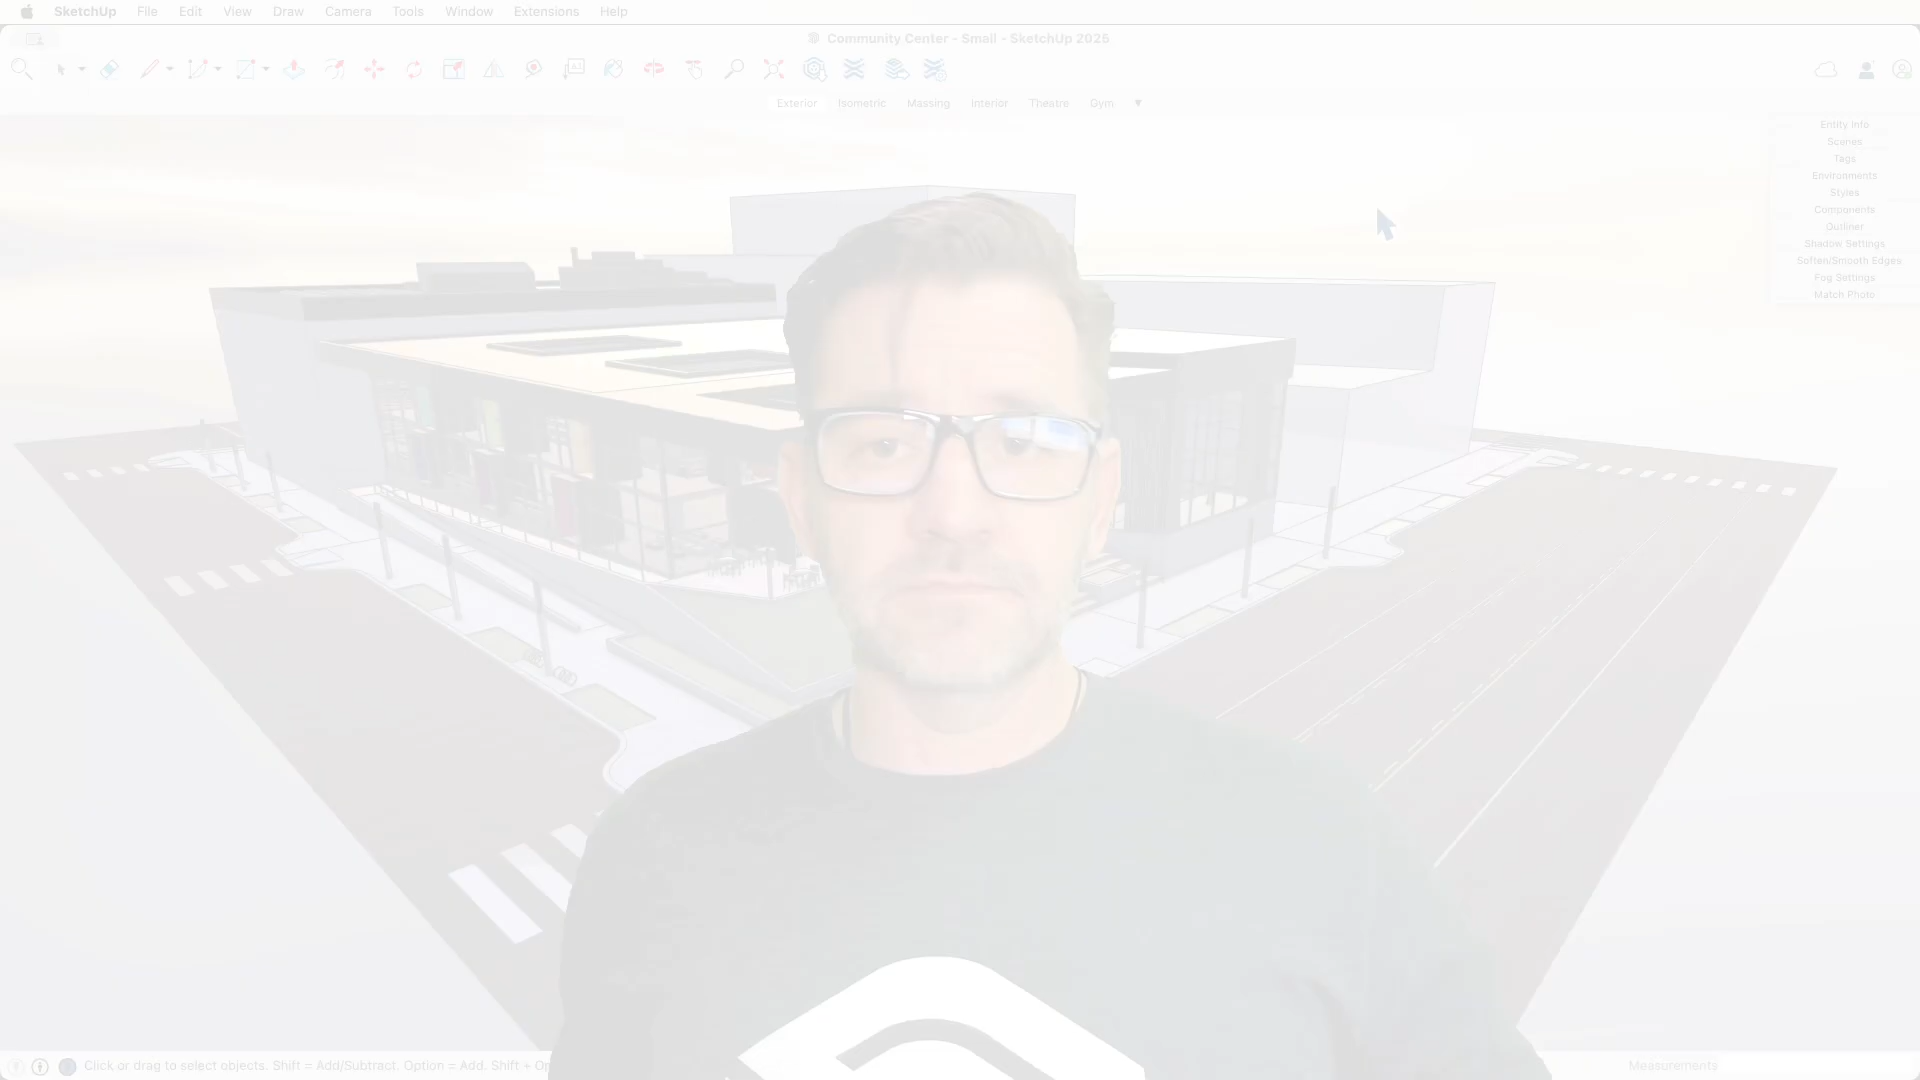 SketchUp File Edit View Draw Camera Tools Window Extensions Help
Community Center - Small - SketchUp 2025
Exterior Isometric Massing Interior Theatre Gym
Entity Info
Scenes
Tags
Environments
Styles
Components
Outliner
Shadow Settings
Soften/Smooth Edges
Fog Settings
Match Photo
Click or drag to select objects. Shift = Add/Subtract. Option = Add. Shift + Op
Measurements